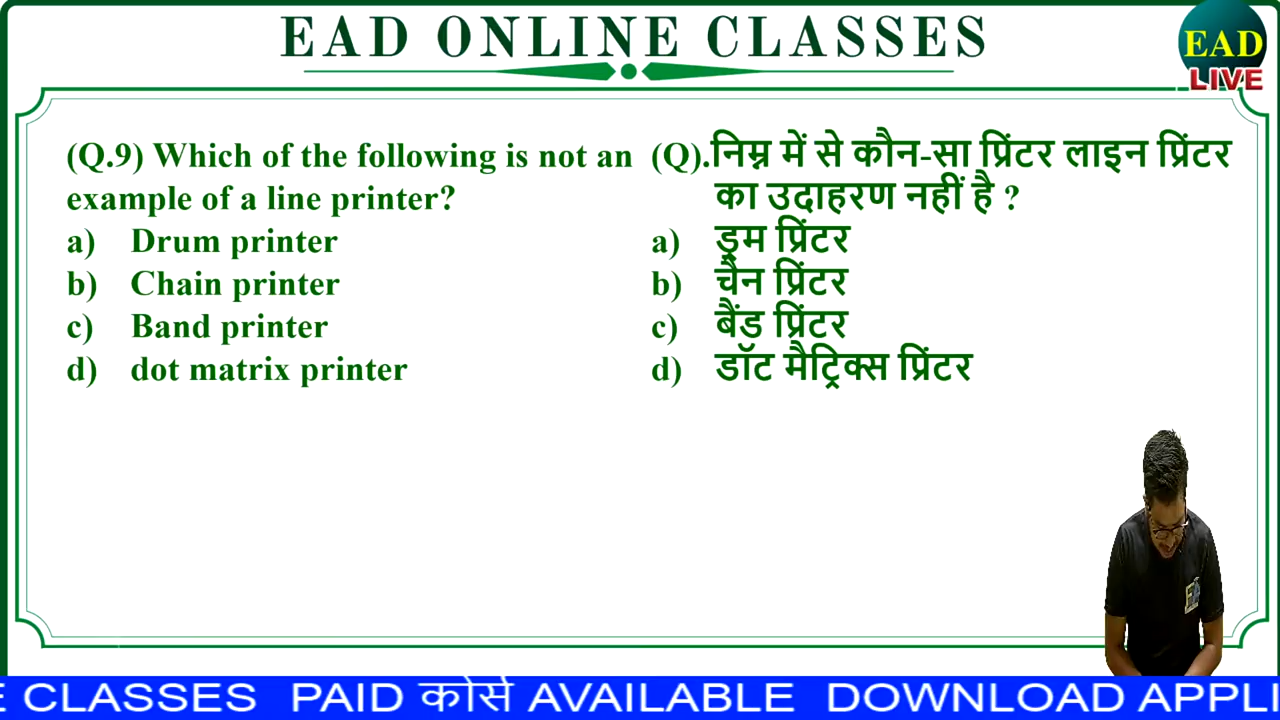 EAD ONLINE CLASSES
EAD
LIVE
(Q.9) Which of the following is not an
example of a line printer?
a) Drum printer
b) Chain printer
c) Band printer
d) dot matrix printer
(Q).निम्न में से कौन-सा प्रिंटर लाइन प्रिंटर
का उदाहरण नहीं है ?
a) ड्रम प्रिंटर
b) चैन प्रिंटर
c) बैंड प्रिंटर
d) डॉट मैट्रिक्स प्रिंटर
E CLASSES PAID कोर्स AVAILABLE DOWNLOAD APPLI